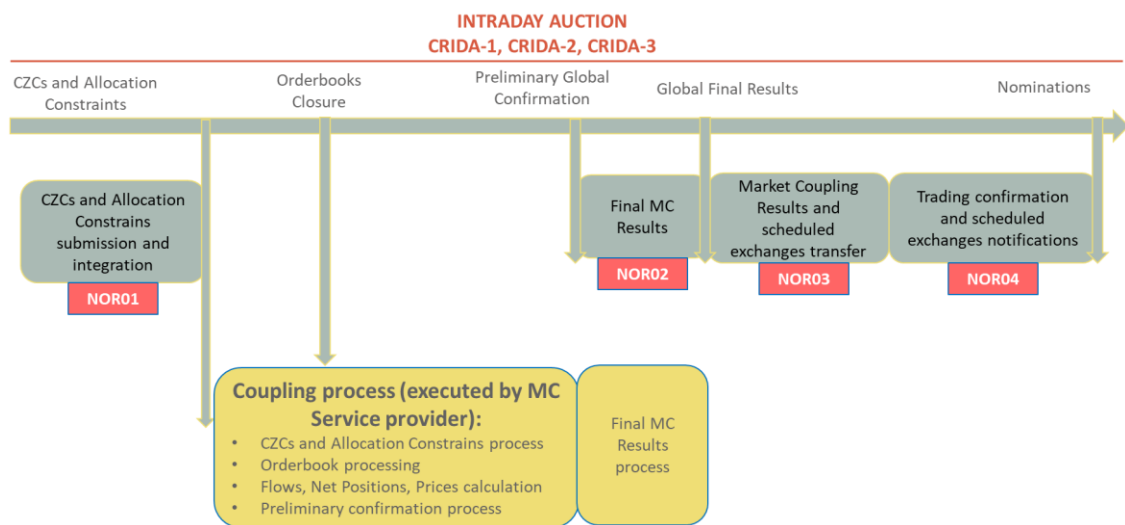 INTRADAY AUCTION
CRIDA-1, CRIDA-2, CRIDA-3
CZCs and Allocation
Constraints
Orderbooks
Closure
Preliminary Global
Confirmation
Global Final Results
Nominations
CZCs and Allocation
Constrains
submission and
integration
NOR01
Final MC
Results
NOR02
Market Coupling
Results and
scheduled
exchanges transfer
NOR03
Trading confirmation
and scheduled
exchanges notifications
NOR04
Coupling process (executed by MC
Service provider):
• CZCs and Allocation Constrains process
• Orderbook processing
• Flows, Net Positions, Prices calculation
• Preliminary confirmation process
Final MC
Results
process